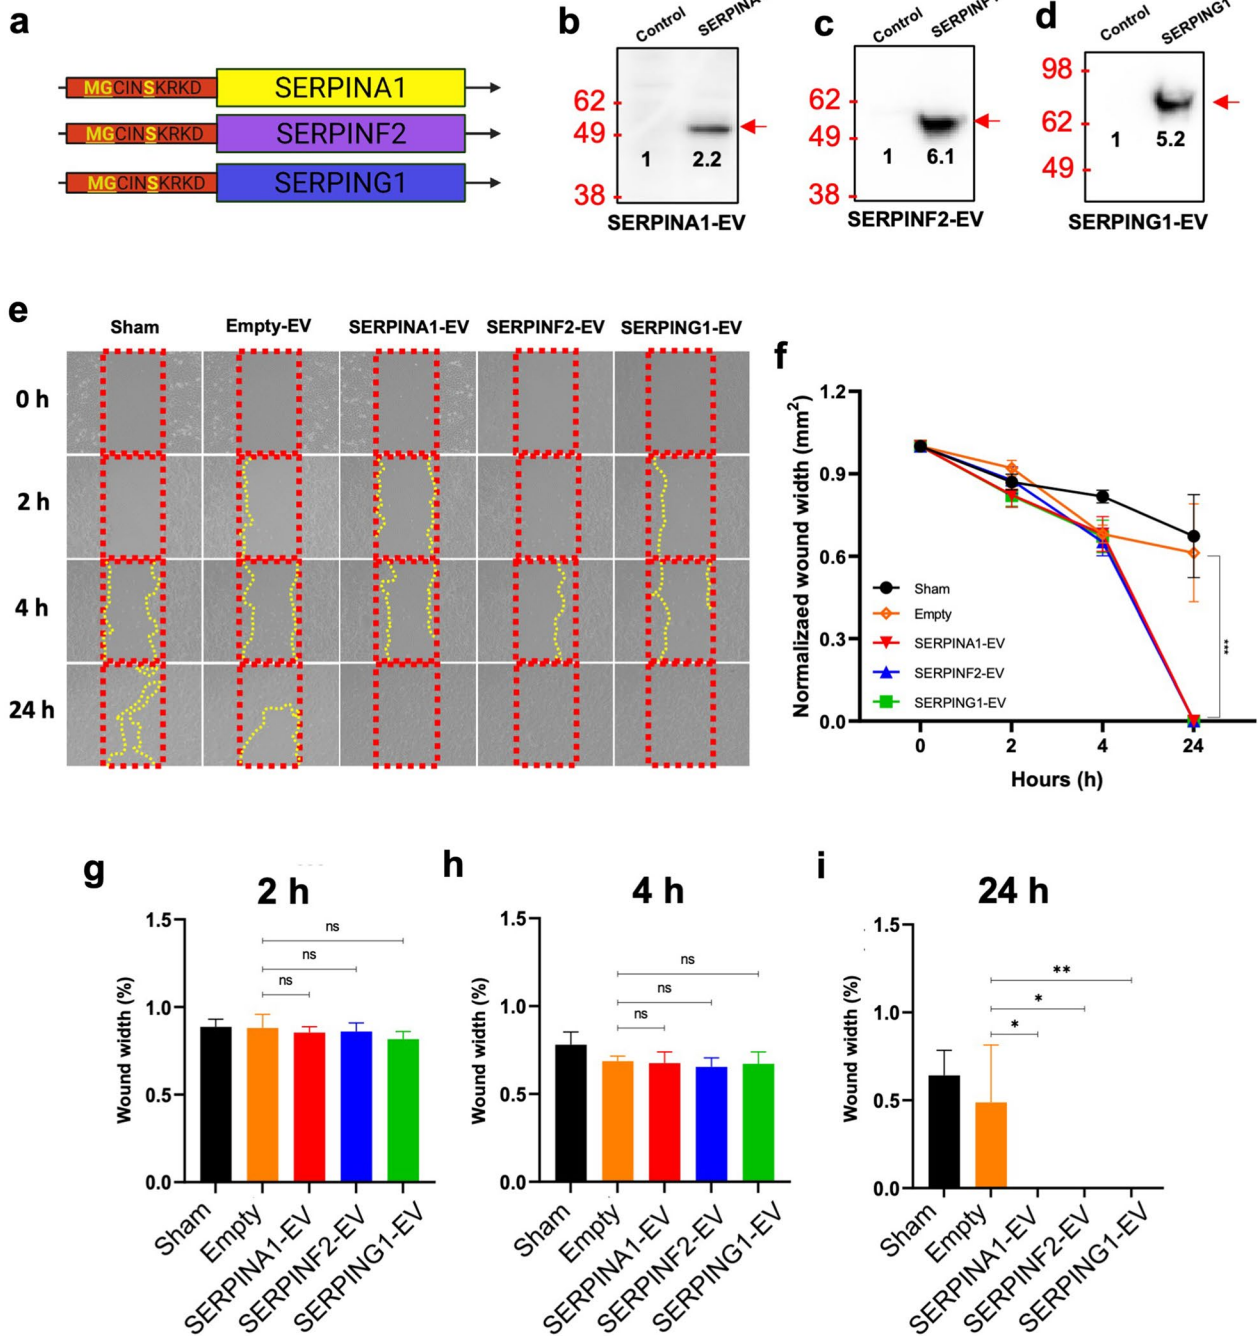 a
MGCINSKRKD SERPINA1
MGCINSKRKD SERPINF2
MGCINSKRKD SERPING1
b
Control
62
49
38
1 2.2
SERPINA1-EV
c
Control
62
49
38
1 6.1
SERPINF2-EV
d
Control SERPING1
98
62
49
1 5.2
SERPING1-EV
e
Sham Empty-EV SERPINA1-EV SERPINF2-EV SERPING1-EV
0 h
2 h
4 h
24 h
f
Normalizaed wound width (mm²)
1.2
0.9
0.6
0.3
0.0
Sham
Empty
SERPINA1-EV
SERPINF2-EV
SERPING1-EV
***
0 2 4 24
Hours (h)
g
2 h
Wound width (%)
1.5
1.0
0.5
0.0
ns
ns
ns
Sham
Empty
SERPINA1-EV
SERPINF2-EV
SERPING1-EV
h
4 h
Wound width (%)
1.5
1.0
0.5
0.0
ns
ns
ns
Sham
Empty
SERPINA1-EV
SERPINF2-EV
SERPING1-EV
i
24 h
Wound width (%)
1.5
1.0
0.5
0.0
**
*
*
Sham
Empty
SERPINA1-EV
SERPINF2-EV
SERPING1-EV